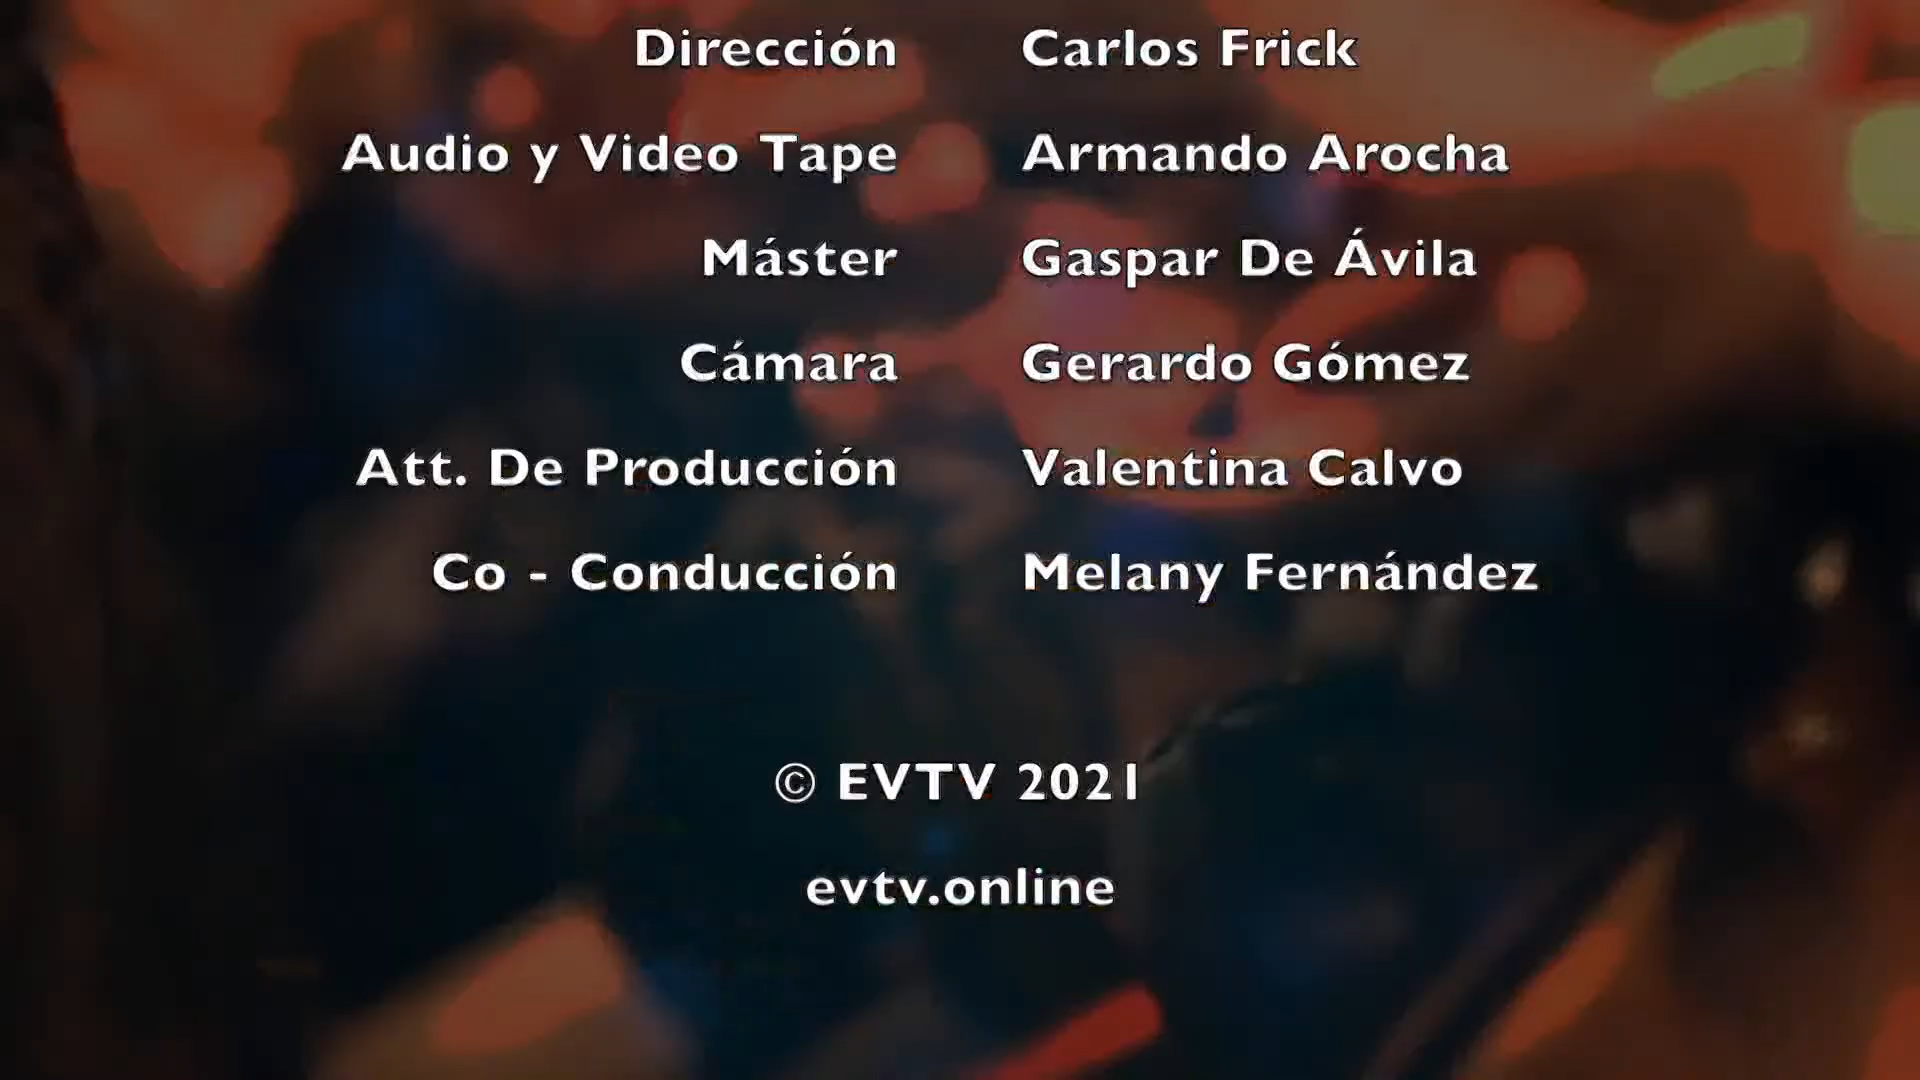 Dirección Carlos Frick
Audio y Video Tape Armando Arocha
Máster Gaspar De Ávila
Cámara Gerardo Gómez
Att. De Producción Valentina Calvo
Co - Conducción Melany Fernández
© EVTV 2021
evtv.online